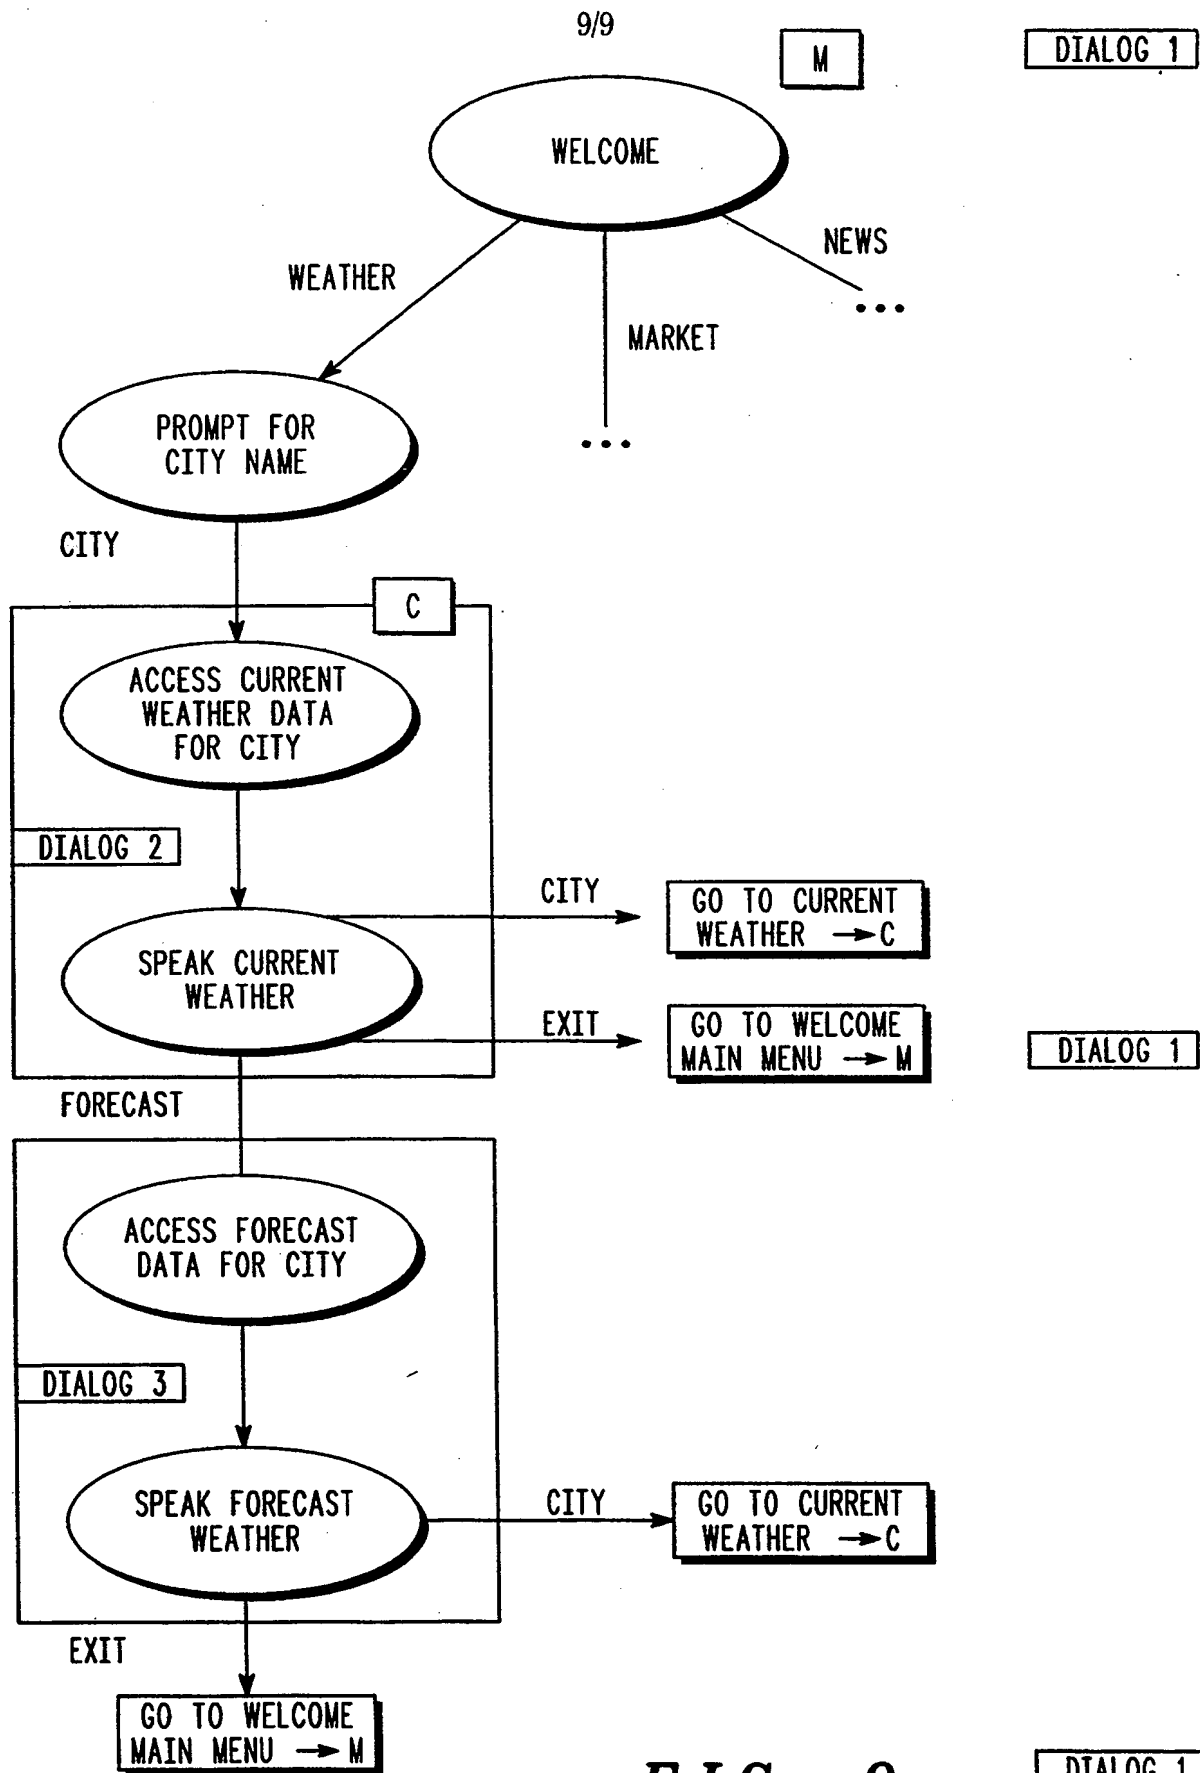 9/9
M
DIALOG 1
WELCOME
NEWS
WEATHER
MARKET
PROMPT FOR
CITY NAME
CITY
C
ACCESS CURRENT
WEATHER DATA
FOR CITY
DIALOG 2
CITY
GO TO CURRENT
WEATHER → C
SPEAK CURRENT
WEATHER
EXIT
GO TO WELCOME
MAIN MENU → M
DIALOG 1
FORECAST
ACCESS FORECAST
DATA FOR CITY
DIALOG 3
SPEAK FORECAST
WEATHER
CITY
GO TO CURRENT
WEATHER → C
EXIT
GO TO WELCOME
MAIN MENU → M
DIALOG 1